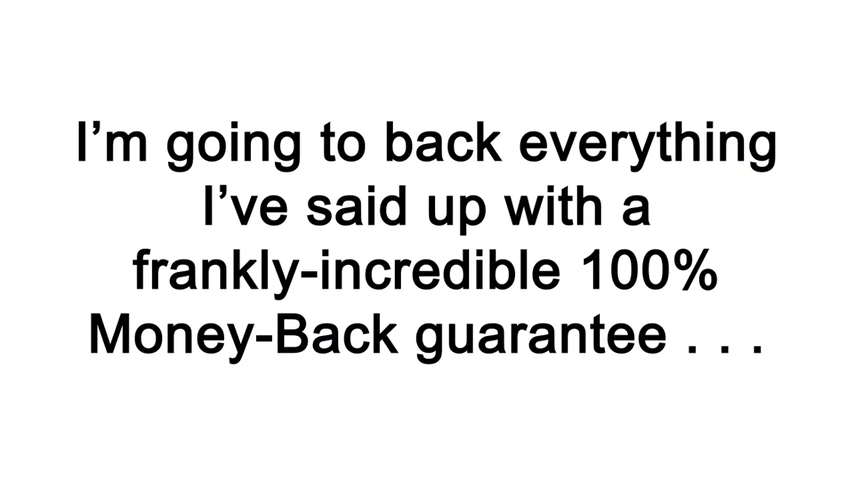 I’m going to back everything
I’ve said up with a
frankly-incredible 100%
Money-Back guarantee . . .